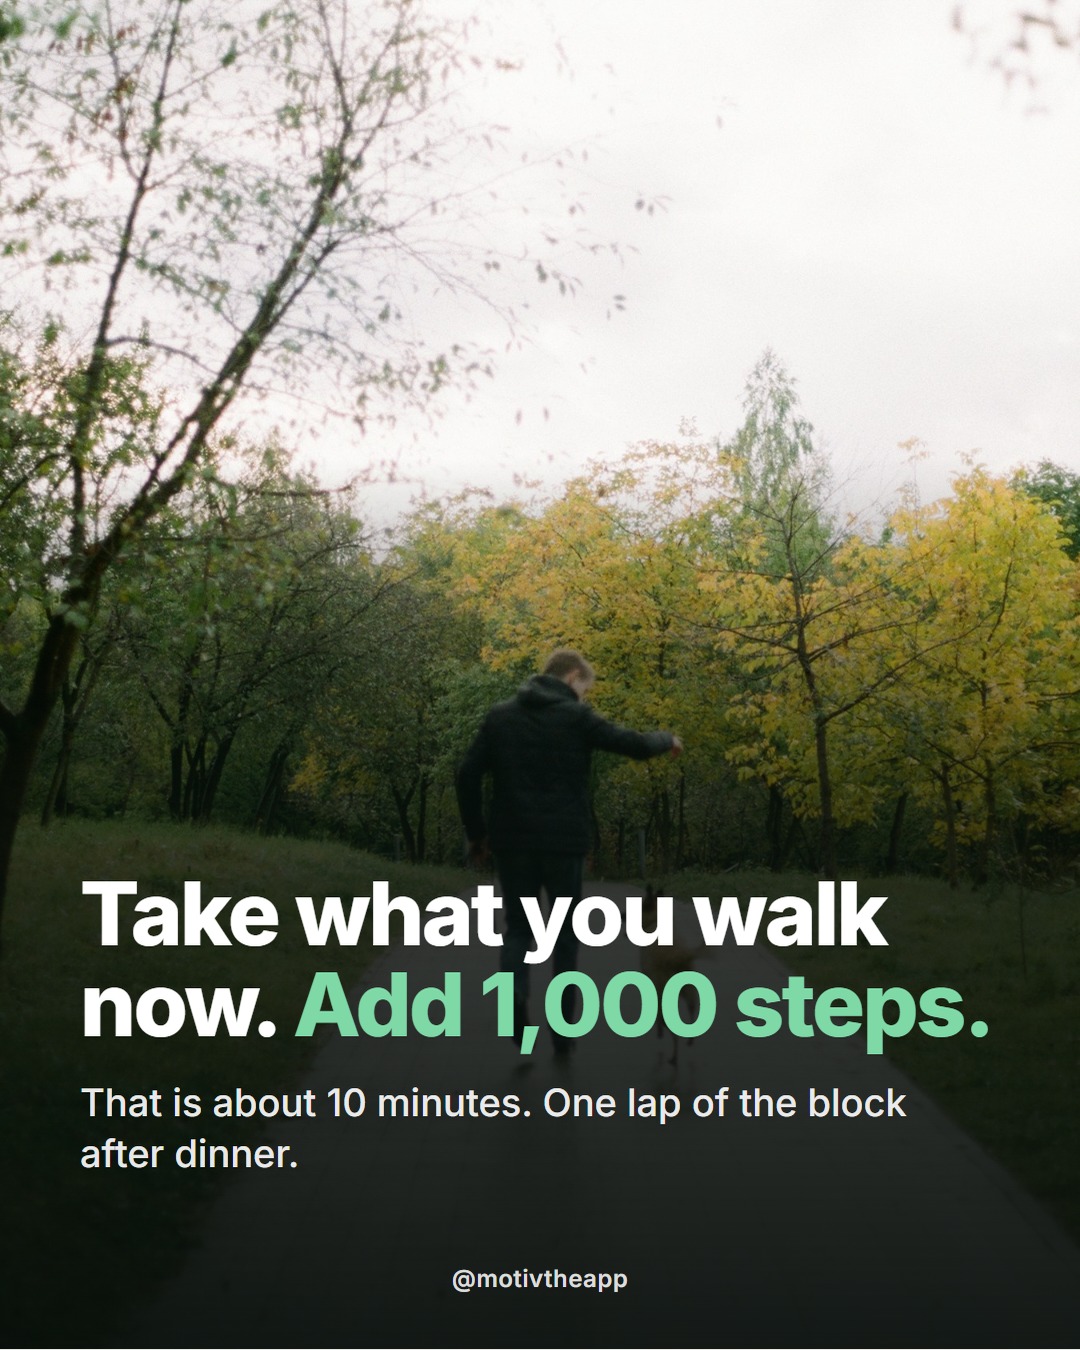 Take what you walk
now. Add 1,000 steps.
That is about 10 minutes. One lap of the block
after dinner.
@motivtheapp